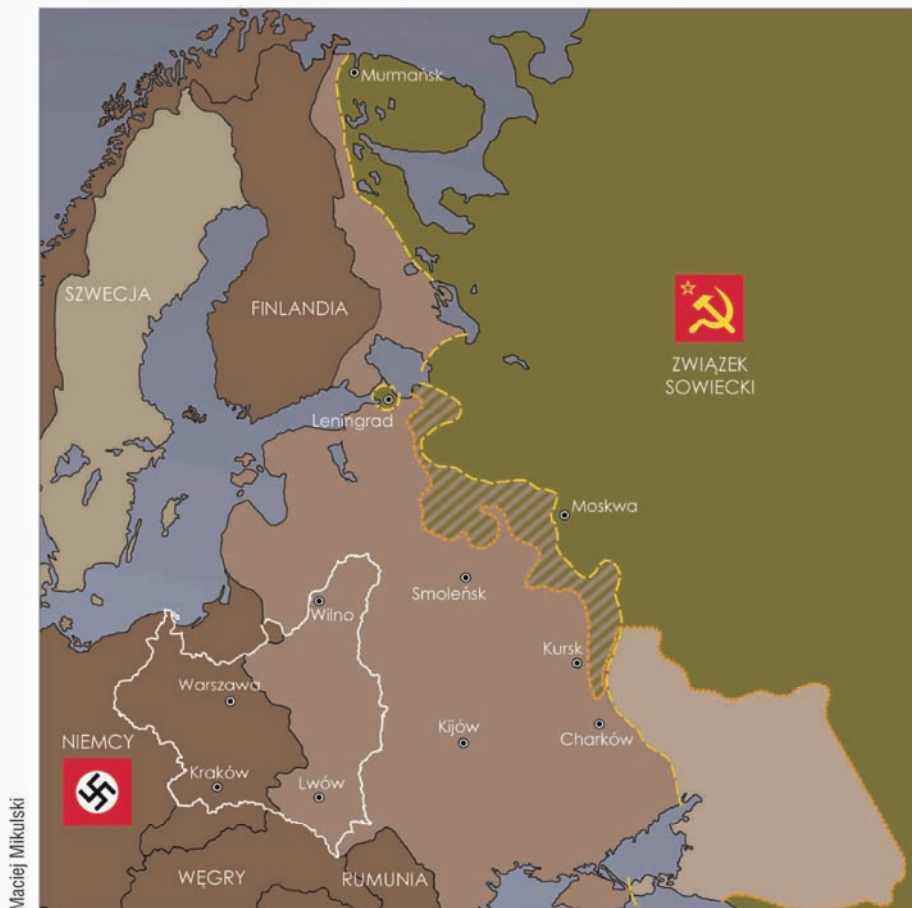 Murmańsk
SZWECJA
FINLANDIA
ZWIĄZEK
SOWIECKI
Leningrad
Moskwa
Smoleńsk
Wilno
Kursk
Warszawa
Kijów
Charków
NIEMCY
Kraków
Lwów
WĘGRY
RUMUNIA
Maciej Mikulski